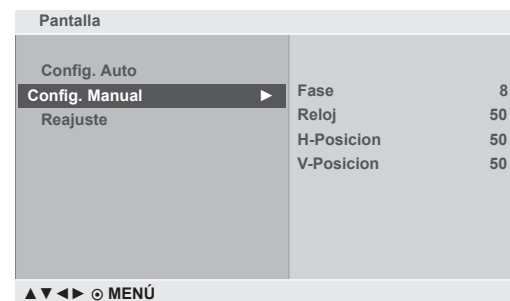 Pantalla
Config. Auto
Config. Manual ►
Reajuste
Fase 8
Reloj 50
H-Posicion 50
V-Posicion 50
▲▼◄► ⊙ MENÚ